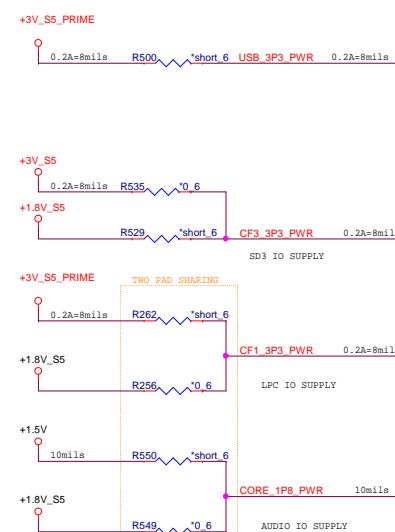 +3V_S5_PRIME
0.2A=8mils R500 *short_6 USB_3P3_PWR 0.2A=8mils
+3V_S5
0.2A=8mils R535 *0_6
+1.8V_S5
R529 *short_6 CF3_3P3_PWR 0.2A=8mil
SD3 IO SUPPLY
+3V_S5_PRIME
TWO PAD SHARING
0.2A=8mils R262 *short_6
CF1_3P3_PWR 0.2A=8mil
+1.8V_S5
R256 *0_6 LPC IO SUPPLY
+1.5V
10mils R550 *short_6
CORE_1P8_PWR 10mils
+1.8V_S5
R549 *0_6 AUDIO IO SUPPLY